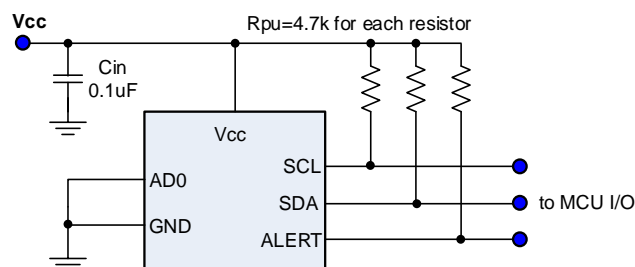 Vcc
Rpu=4.7k for each resistor
Cin
0.1uF
Vcc
SCL
AD0
SDA
to MCU I/O
GND
ALERT